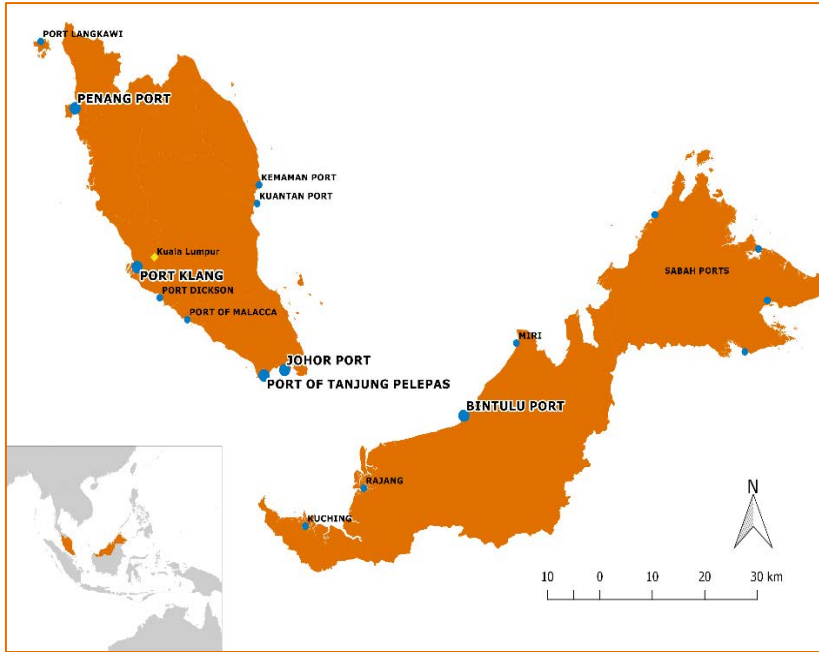 PORT LANGKAWI
PENANG PORT
KEMAMAN PORT
KUANTAN PORT
Kuala Lumpur
PORT KLANG
PORT DICKSON
PORT OF MALACCA
JOHOR PORT
PORT OF TANJUNG PELEPAS
SABAH PORTS
MIRI
BINTULU PORT
RAJANG
KUCHING
N
10 0 10 20 30 km